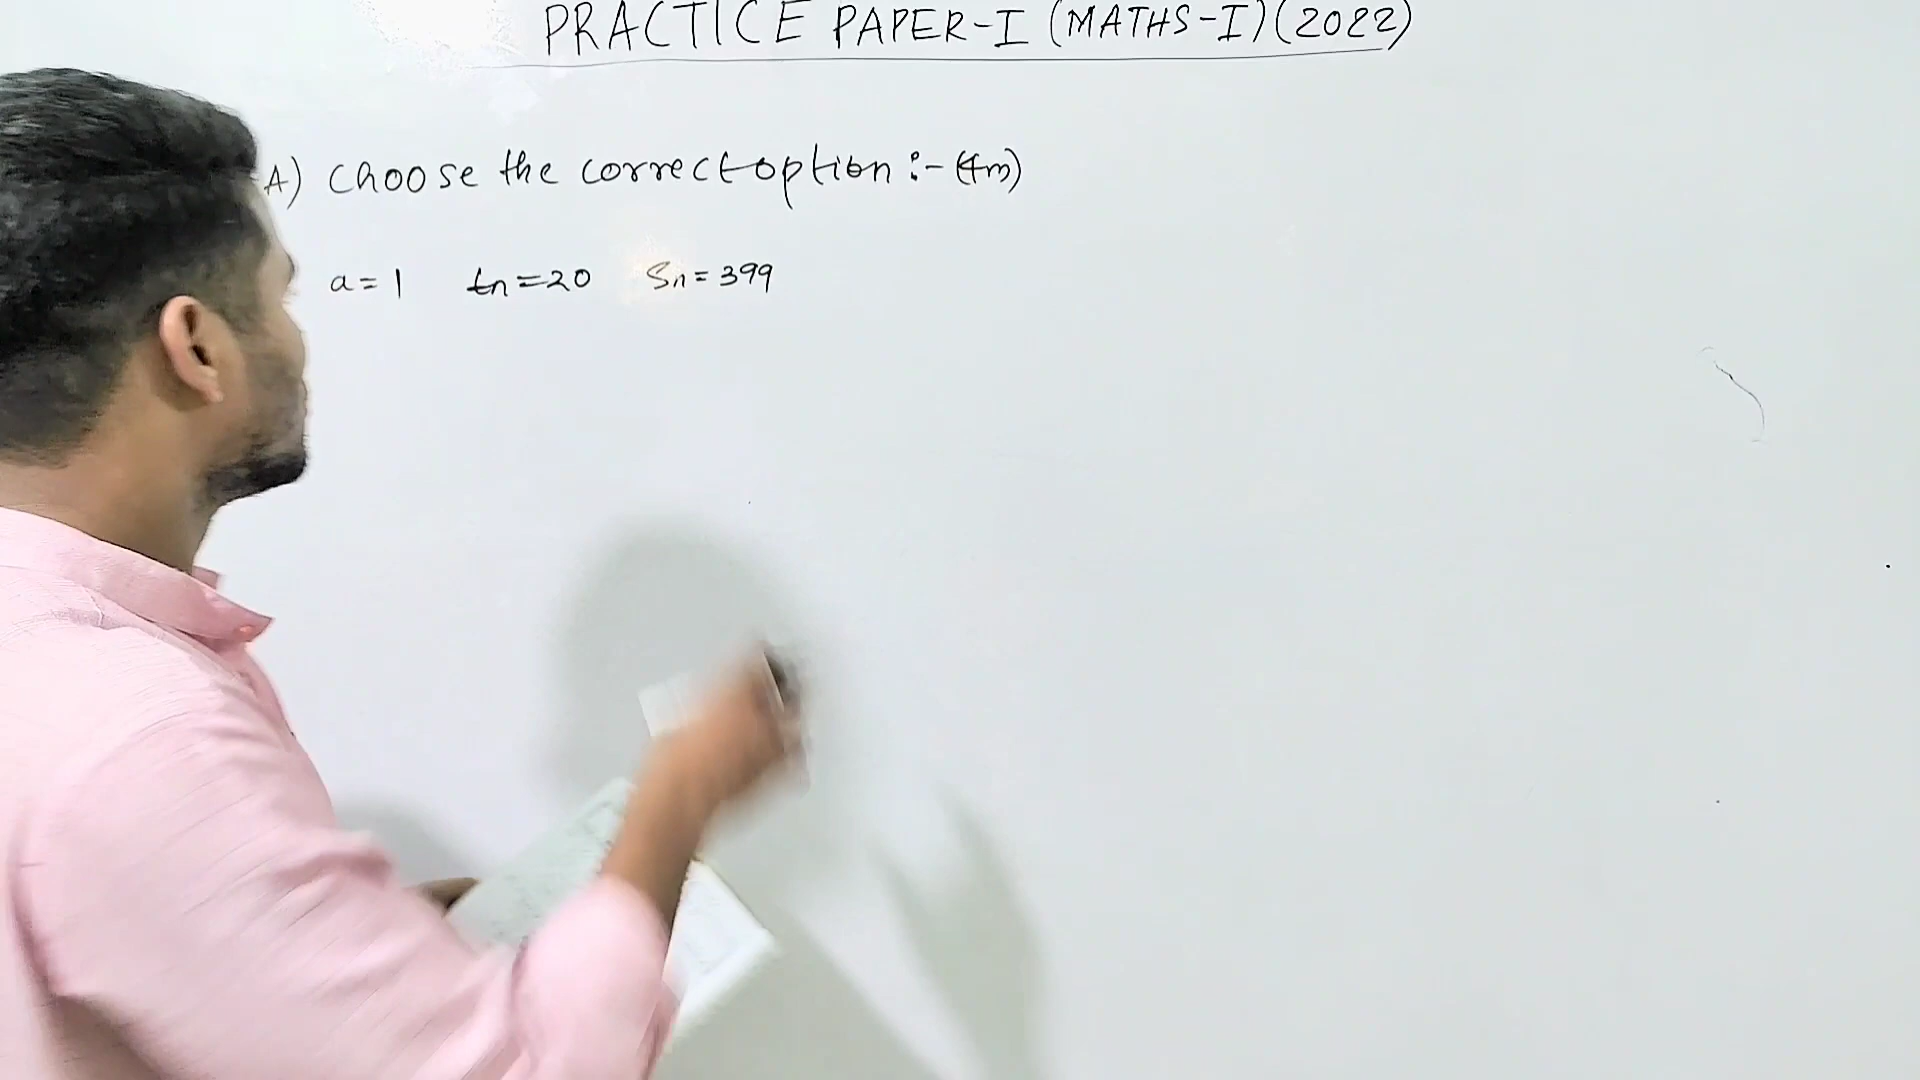 PRACTICE PAPER-I (MATHS-I) (2022)
A) Choose the correct option :- (4m)
a = 1 tn = 20 Sn = 399